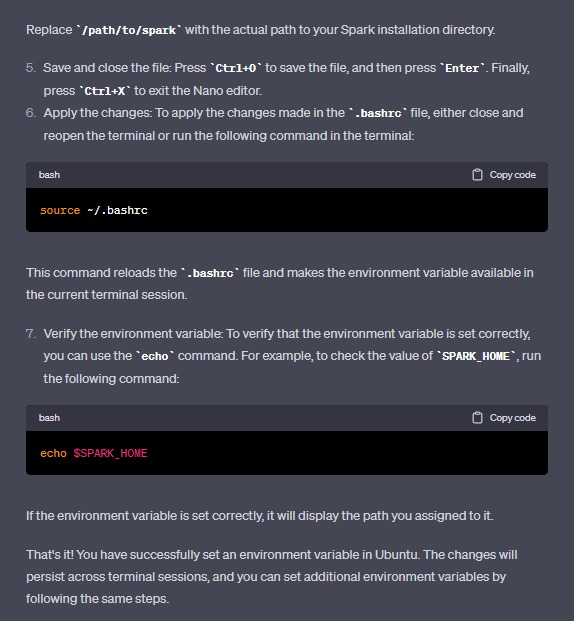 Replace `/path/to/spark` with the actual path to your Spark installation directory.
5. Save and close the file: Press `Ctrl+O` to save the file, and then press `Enter`. Finally,
press `Ctrl+X` to exit the Nano editor.
6. Apply the changes: To apply the changes made in the `.bashrc` file, either close and
reopen the terminal or run the following command in the terminal:
bash Copy code
source ~/.bashrc
This command reloads the `.bashrc` file and makes the environment variable available in
the current terminal session.
7. Verify the environment variable: To verify that the environment variable is set correctly,
you can use the `echo` command. For example, to check the value of `SPARK_HOME`, run
the following command:
bash Copy code
echo $SPARK_HOME
If the environment variable is set correctly, it will display the path you assigned to it.
That's it! You have successfully set an environment variable in Ubuntu. The changes will
persist across terminal sessions, and you can set additional environment variables by
following the same steps.